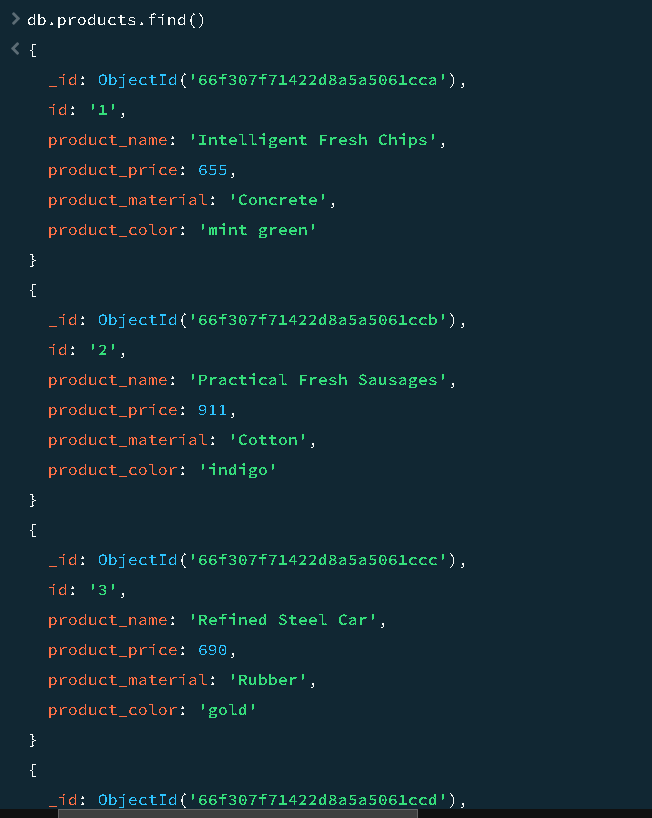 > db.products.find()
< {
_id: ObjectId('66f307f71422d8a5a5061cca'),
id: '1',
product_name: 'Intelligent Fresh Chips',
product_price: 655,
product_material: 'Concrete',
product_color: 'mint green'
}
{
_id: ObjectId('66f307f71422d8a5a5061ccb'),
id: '2',
product_name: 'Practical Fresh Sausages',
product_price: 911,
product_material: 'Cotton',
product_color: 'indigo'
}
{
_id: ObjectId('66f307f71422d8a5a5061ccc'),
id: '3',
product_name: 'Refined Steel Car',
product_price: 690,
product_material: 'Rubber',
product_color: 'gold'
}
{
_id: ObjectId('66f307f71422d8a5a5061ccd'),